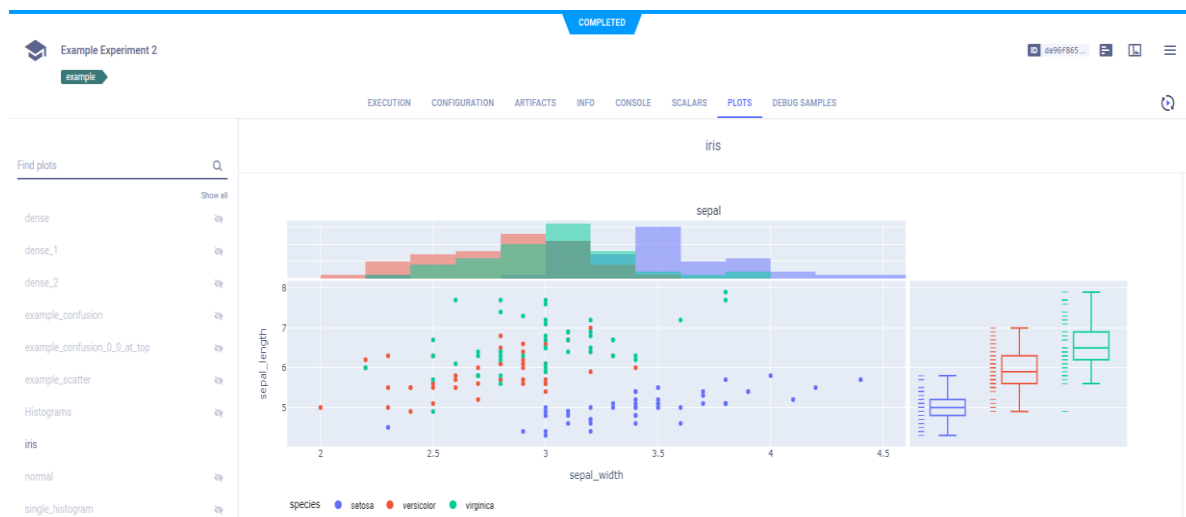 COMPLETED
Example Experiment 2
ID da96f865...
example
EXECUTION CONFIGURATION ARTIFACTS INFO CONSOLE SCALARS PLOTS DEBUG SAMPLES
Find plots
Show all
dense
dense_1
dense_2
example_confusion
example_confusion_0_0_at_top
example_scatter
Histograms
iris
normal
single_histogram
iris
sepal
8
7
6
5
sepal_length
2 2.5 3 3.5 4 4.5
sepal_width
species setosa versicolor virginica